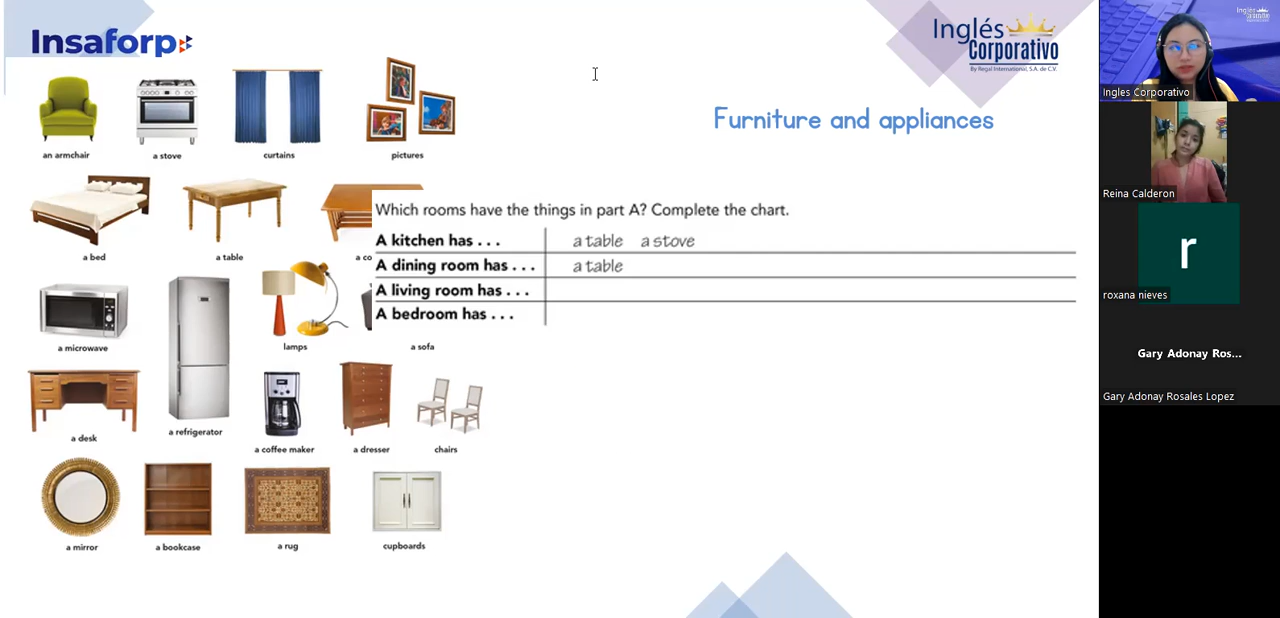 Insaforp
Inglés
Corporativo
By Regal International, S.A. de C.V.
Furniture and appliances
an armchair
a stove
curtains
pictures
a bed
a table
a co
Which rooms have the things in part A? Complete the chart.
A kitchen has . . . a table a stove
A dining room has . . . a table
A living room has . . .
A bedroom has . . .
a microwave
lamps
a sofa
a desk
a refrigerator
a coffee maker
a dresser
chairs
a mirror
a bookcase
a rug
cupboards
Inglés
Ingles Corporativo
Reina Calderon
r
roxana nieves
Gary Adonay Ros...
Gary Adonay Rosales Lopez